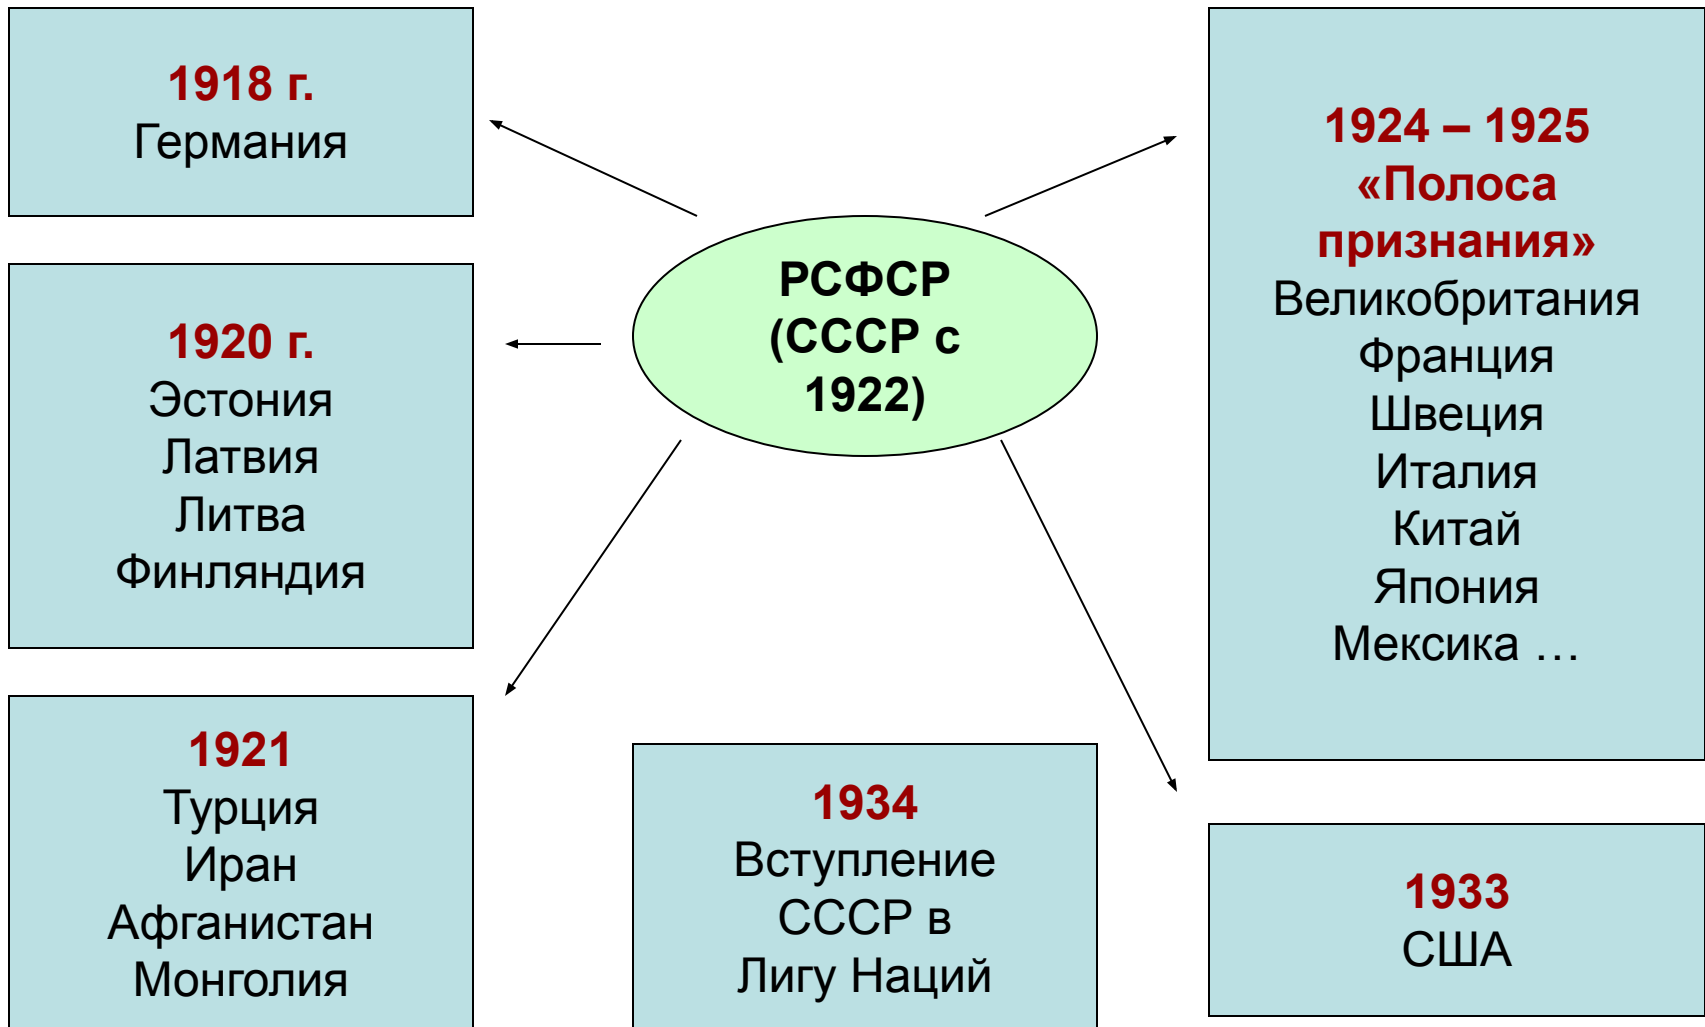 1918 г.
Германия
1920 г.
Эстония
Латвия
Литва
Финляндия
1921
Турция
Иран
Афганистан
Монголия
РСФСР
(СССР с
1922)
1934
Вступление
СССР в
Лигу Наций
1924 – 1925
«Полоса
признания»
Великобритания
Франция
Швеция
Италия
Китай
Япония
Мексика …
1933
США